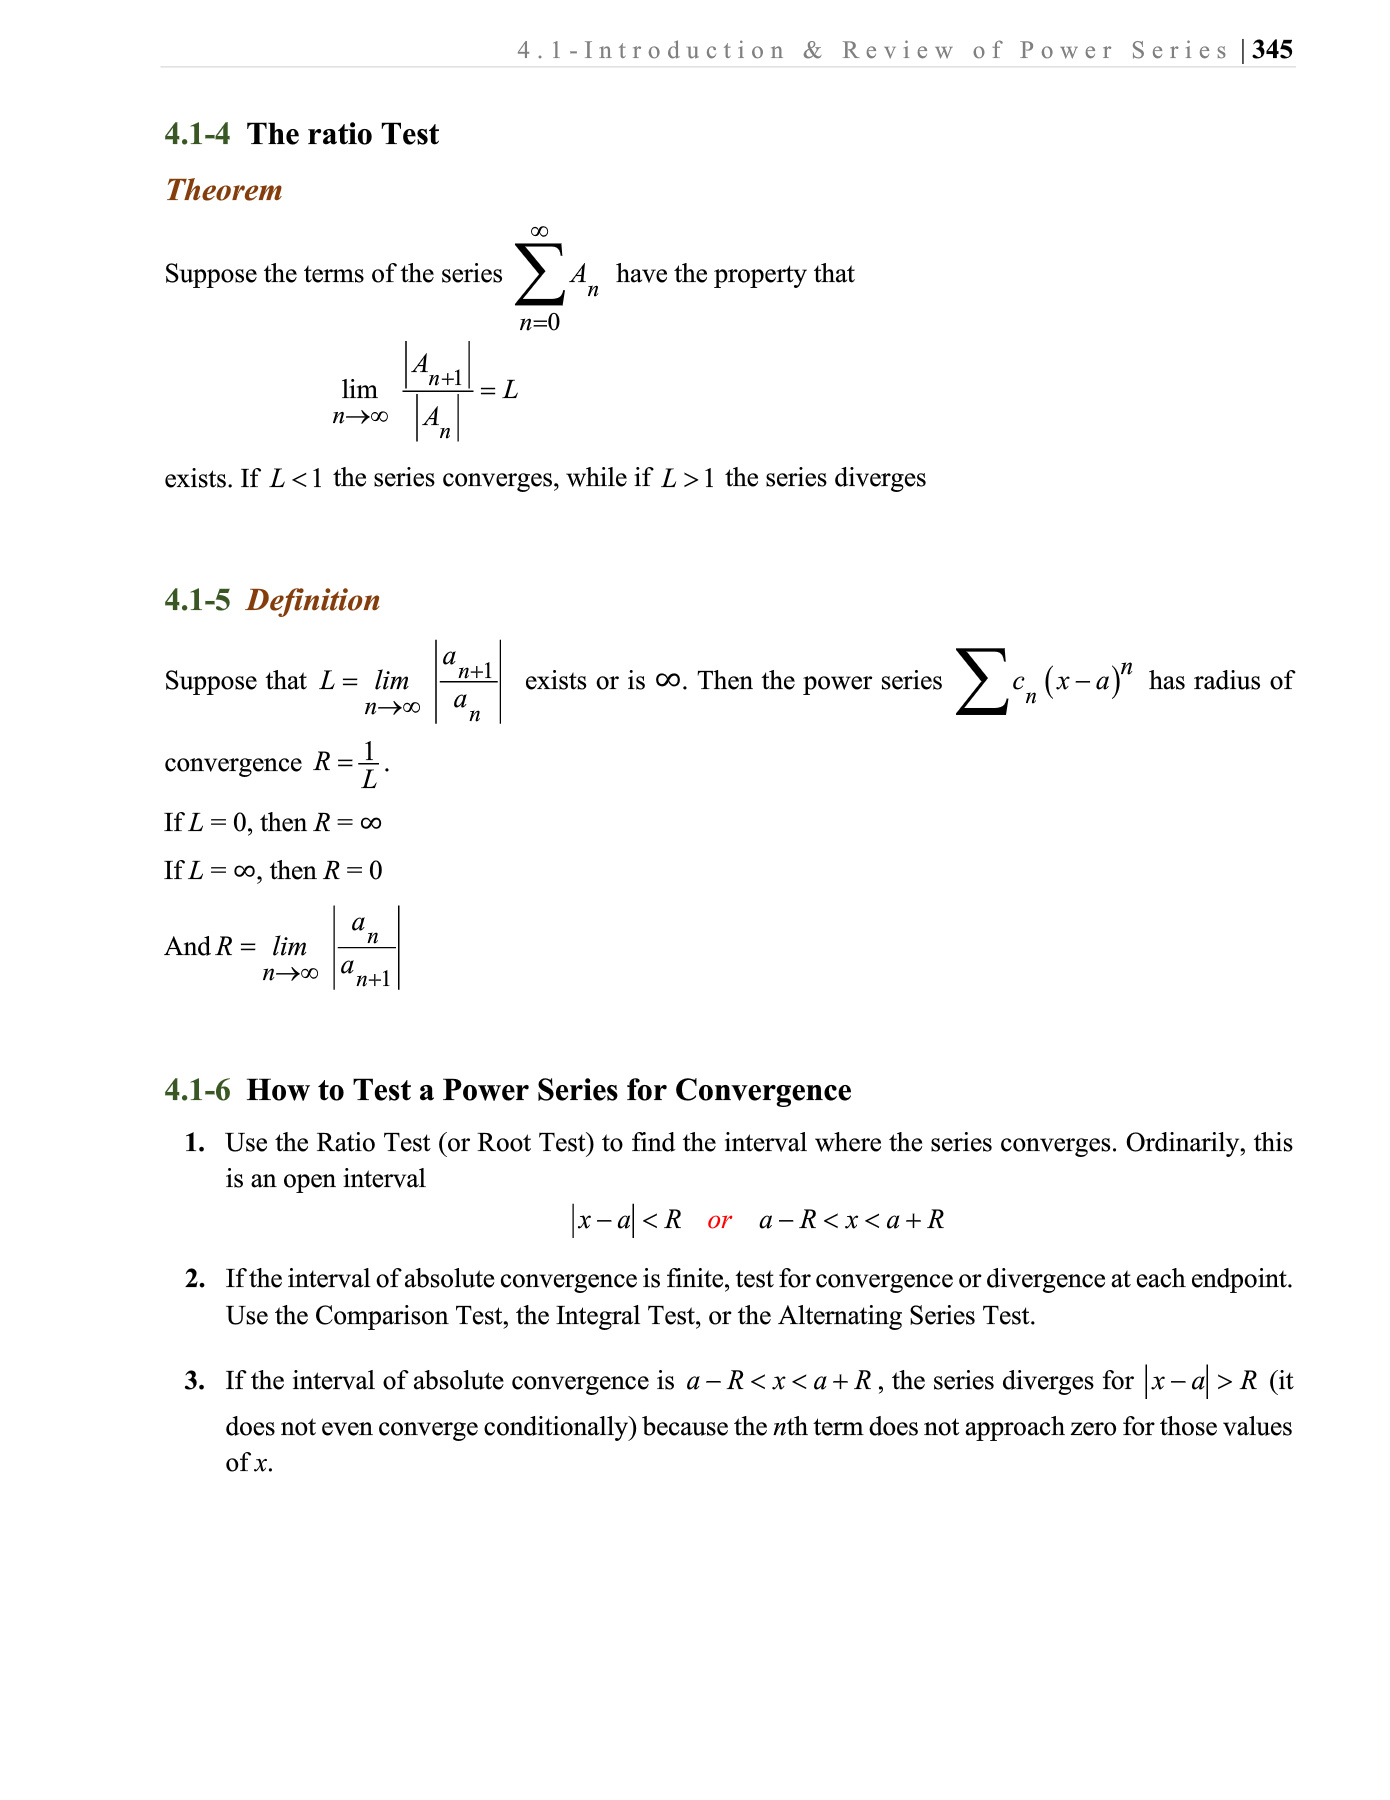 4.1-Introduction & Review of Power Series | 345
4.1-4 The ratio Test
Theorem
Suppose the terms of the series $\sum_{n=0}^{\infty} A_n$ have the property that
$\lim_{n\to\infty} \frac{|A_{n+1}|}{|A_n|} = L$
exists. If $L < 1$ the series converges, while if $L > 1$ the series diverges
4.1-5 Definition
Suppose that $L = \lim_{n\to\infty} \left|\frac{a_{n+1}}{a_n}\right|$ exists or is ∞. Then the power series $\sum c_n (x-a)^n$ has radius of
convergence $R = \frac{1}{L}$.
If L = 0, then R = ∞
If L = ∞, then R = 0
And $R = \lim_{n\to\infty} \left|\frac{a_n}{a_{n+1}}\right|$
4.1-6 How to Test a Power Series for Convergence
1. Use the Ratio Test (or Root Test) to find the interval where the series converges. Ordinarily, this
is an open interval
$|x-a| < R$ or $a-R < x < a+R$
2. If the interval of absolute convergence is finite, test for convergence or divergence at each endpoint.
Use the Comparison Test, the Integral Test, or the Alternating Series Test.
3. If the interval of absolute convergence is $a-R < x < a+R$, the series diverges for $|x-a| > R$ (it
does not even converge conditionally) because the nth term does not approach zero for those values
of x.